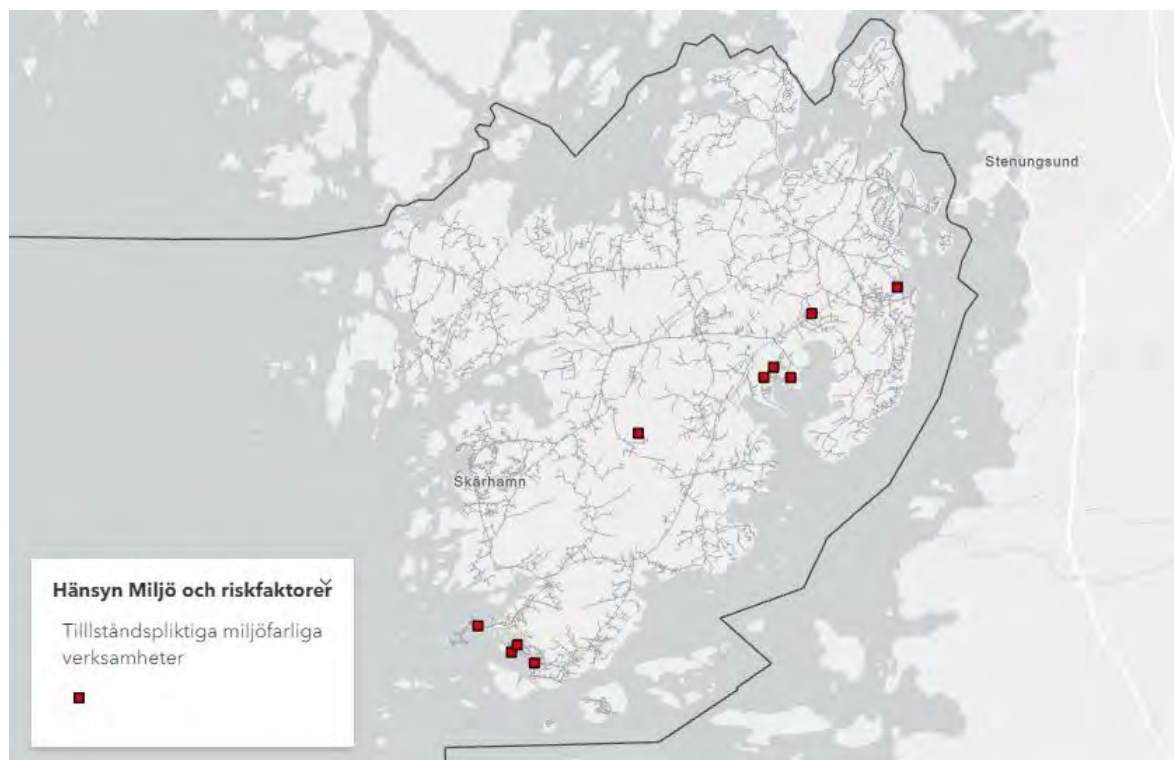 Stenungsund
Skärhamn
Hänsyn Miljö och riskfaktorer
Tilllståndspliktiga miljöfarliga
verksamheter